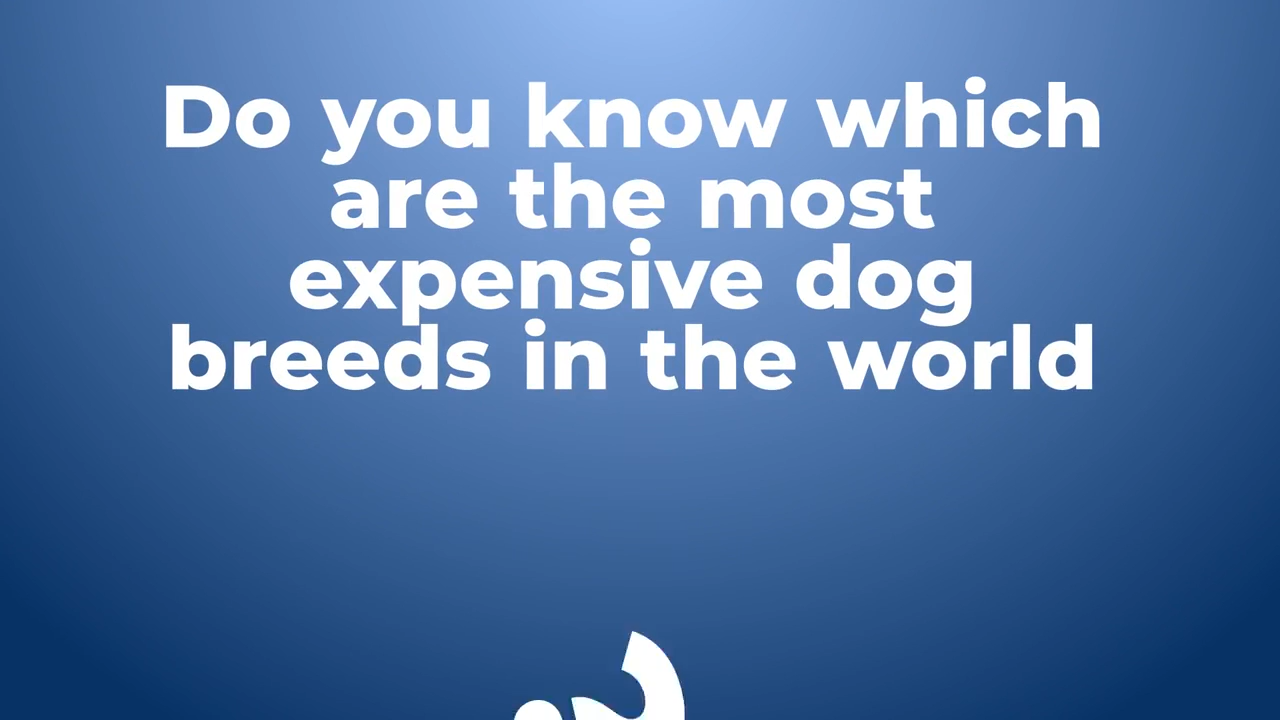 Do you know which
are the most
expensive dog
breeds in the world
?